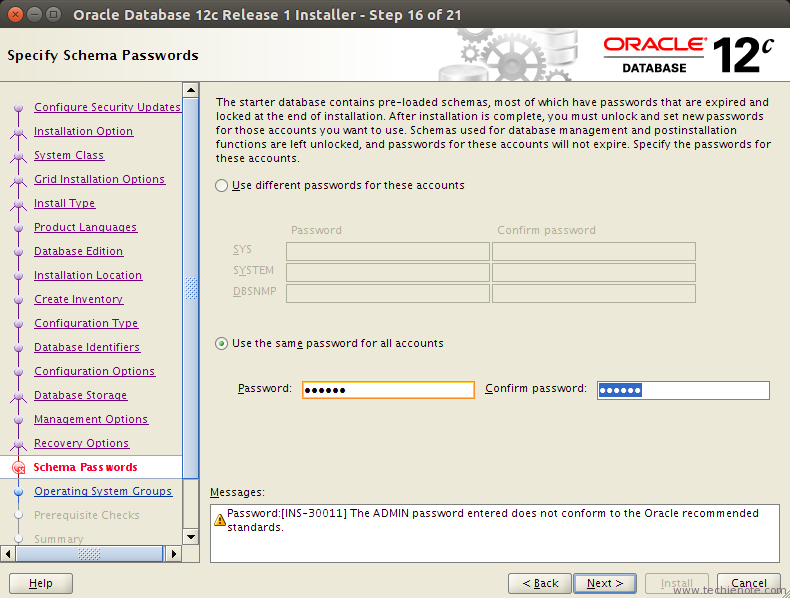 Oracle Database 12c Release 1 Installer - Step 16 of 21
Specify Schema Passwords
ORACLE®
DATABASE
12c
Configure Security Updates
Installation Option
System Class
Grid Installation Options
Install Type
Product Languages
Database Edition
Installation Location
Create Inventory
Configuration Type
Database Identifiers
Configuration Options
Database Storage
Management Options
Recovery Options
Schema Passwords
Operating System Groups
Prerequisite Checks
Summary
The starter database contains pre-loaded schemas, most of which have passwords that are expired and
locked at the end of installation. After installation is complete, you must unlock and set new passwords
for those accounts you want to use. Schemas used for database management and postinstallation
functions are left unlocked, and passwords for these accounts will not expire. Specify the passwords for
these accounts.
Use different passwords for these accounts
Password Confirm password
SYS
SYSTEM
DBSNMP
Use the same password for all accounts
Password: •••••• Confirm password: ••••••
Messages:
Password:[INS-30011] The ADMIN password entered does not conform to the Oracle recommended
standards.
Help < Back Next > Install Cancel
www.techienote.com